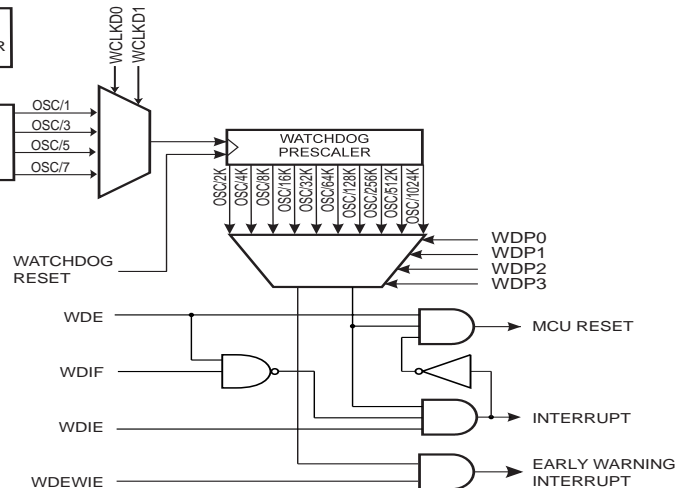 R
WCLKD0
WCLKD1
OSC/1
OSC/3
OSC/5
OSC/7
WATCHDOG
PRESCALER
OSC/2K
OSC/4K
OSC/8K
OSC/16K
OSC/32K
OSC/64K
OSC/128K
OSC/256K
OSC/512K
OSC/1024K
WATCHDOG
RESET
WDP0
WDP1
WDP2
WDP3
WDE
MCU RESET
WDIF
WDIE
INTERRUPT
EARLY WARNING
INTERRUPT
WDEWIE